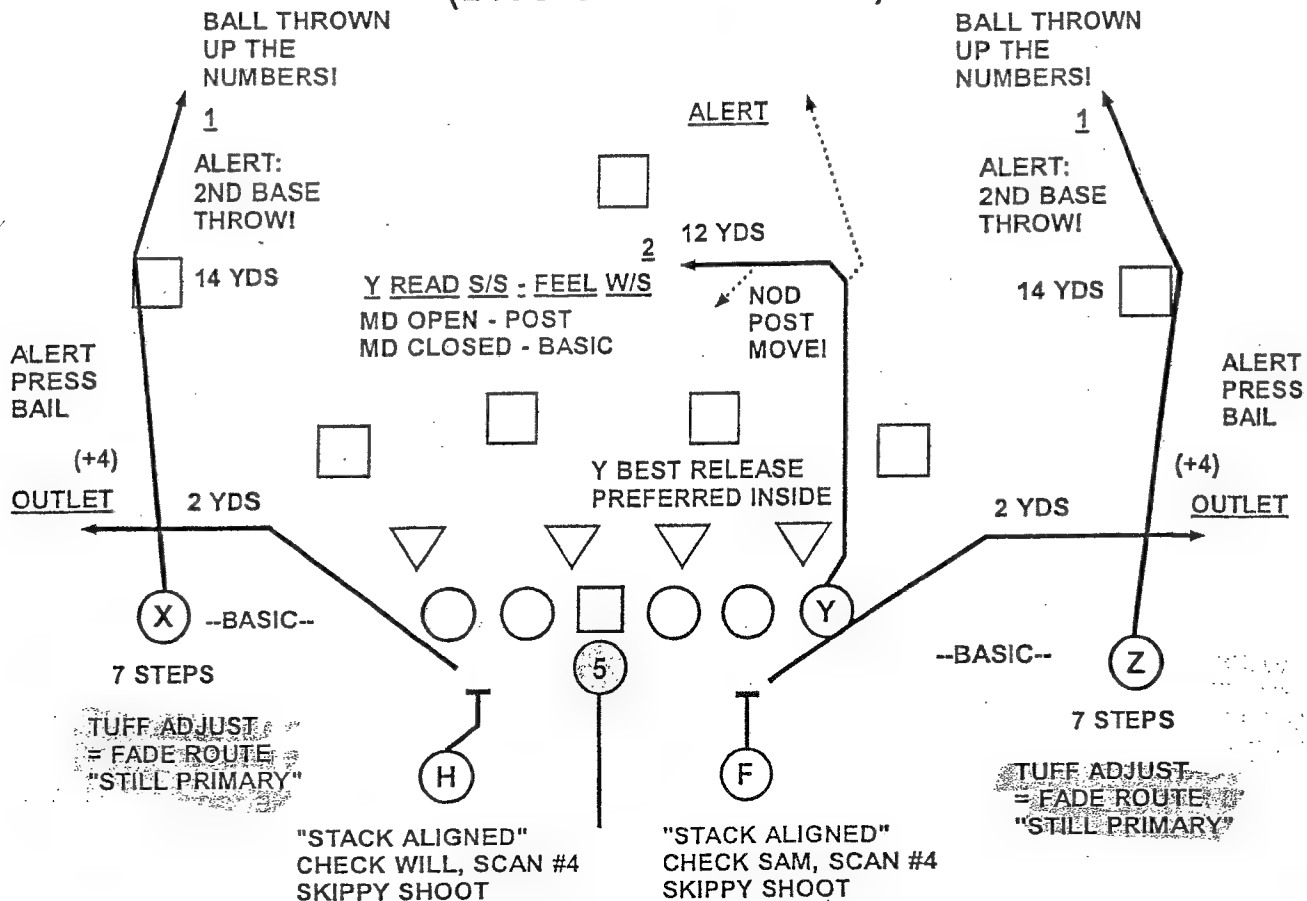 BALL THROWN
UP THE
NUMBERS!
1
ALERT:
2ND BASE
THROW!
14 YDS
ALERT
PRESS
BAIL
(+4)
OUTLET
2 YDS
X
--BASIC--
7 STEPS
TUFF ADJUST
= FADE ROUTE
"STILL PRIMARY"
ALERT
2
12 YDS
Y READ S/S - FEEL W/S
MD OPEN - POST
MD CLOSED - BASIC
NOD
POST
MOVE!
Y BEST RELEASE
PREFERRED INSIDE
Y
5
H
F
"STACK ALIGNED"
CHECK WILL, SCAN #4
SKIPPY SHOOT
"STACK ALIGNED"
CHECK SAM, SCAN #4
SKIPPY SHOOT
BALL THROWN
UP THE
NUMBERS!
1
ALERT:
2ND BASE
THROW!
14 YDS
ALERT
PRESS
BAIL
(+4)
OUTLET
2 YDS
--BASIC--
Z
7 STEPS
TUFF ADJUST
= FADE ROUTE
"STILL PRIMARY"